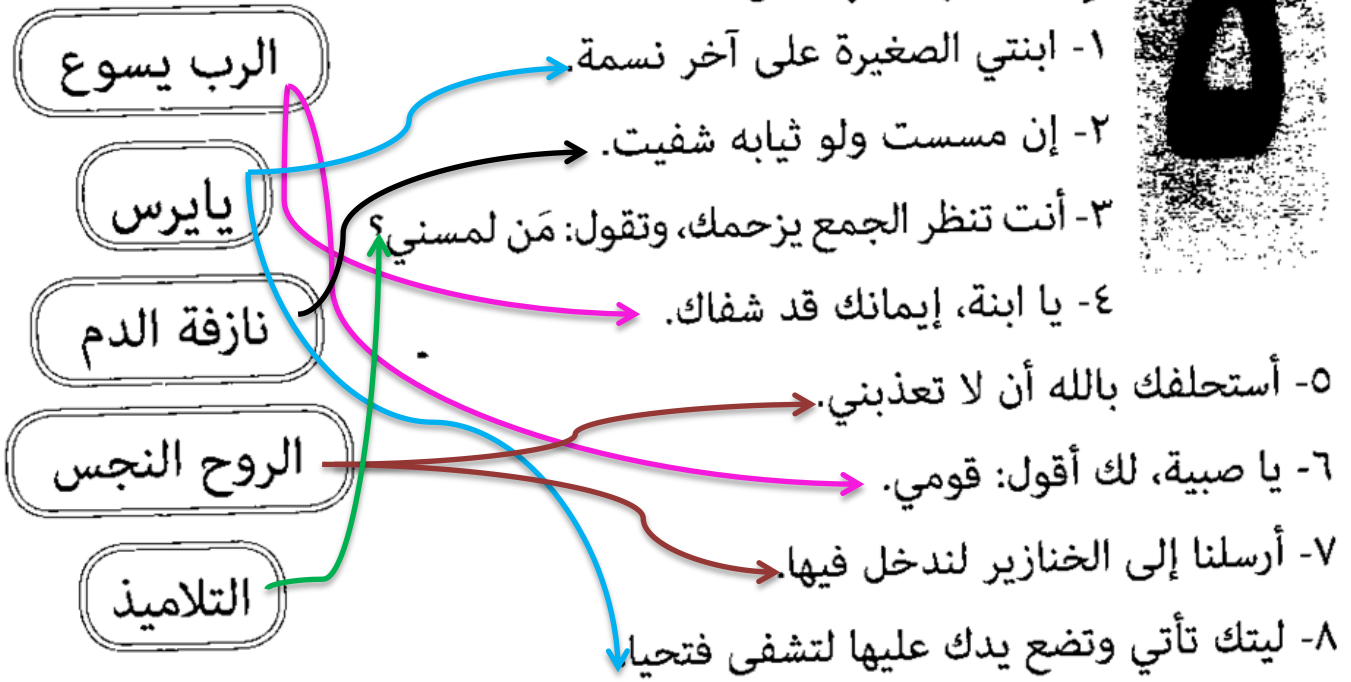 ١- ابنتي الصغيرة على آخر نسمة.
٢- إن مسست ولو ثيابه شفيت.
٣- أنت تنظر الجمع يزحمك، وتقول: مَن لمسني؟
٤- يا ابنة، إيمانك قد شفاك.
٥- أستحلفك بالله أن لا تعذبني.
٦- يا صبية، لك أقول: قومي.
٧- أرسلنا إلى الخنازير لندخل فيها.
٨- ليتك تأتي وتضع يدك عليها لتشفى فتحيا.
الرب يسوع
يايرس
نازفة الدم
الروح النجس
التلاميذ
٥